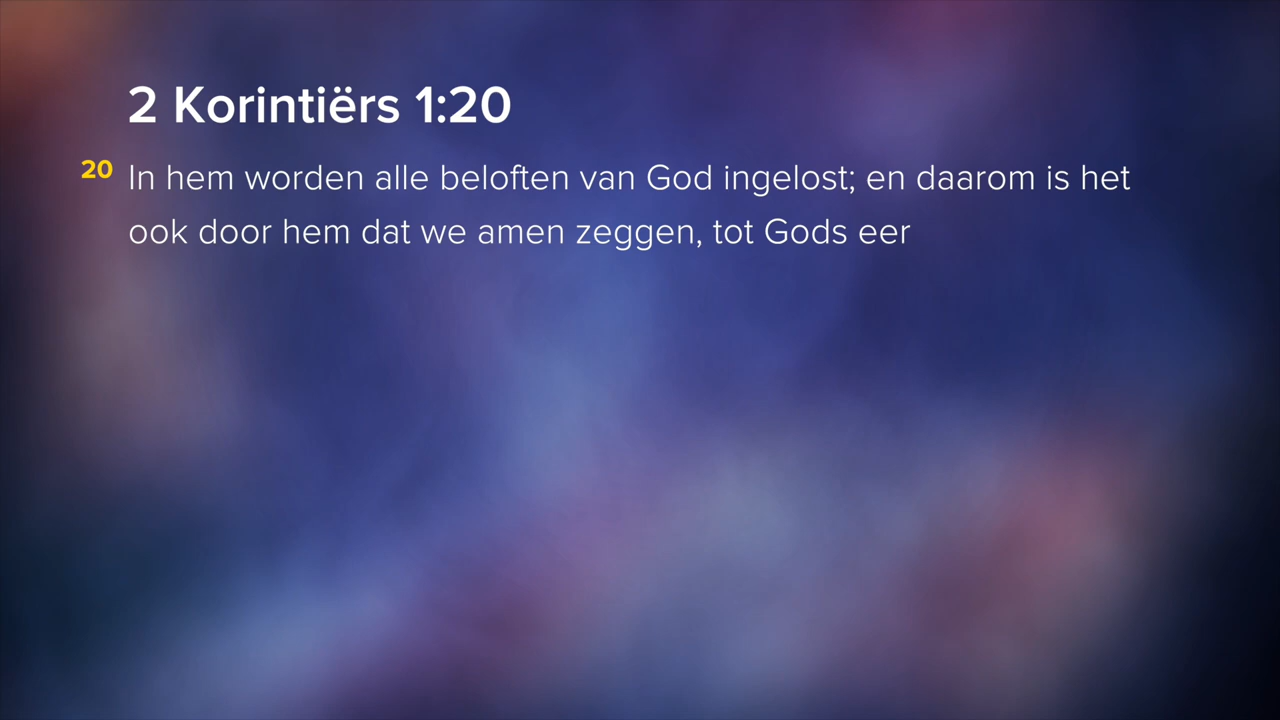 2 Korintiërs 1:20
20 In hem worden alle beloften van God ingelost; en daarom is het
ook door hem dat we amen zeggen, tot Gods eer